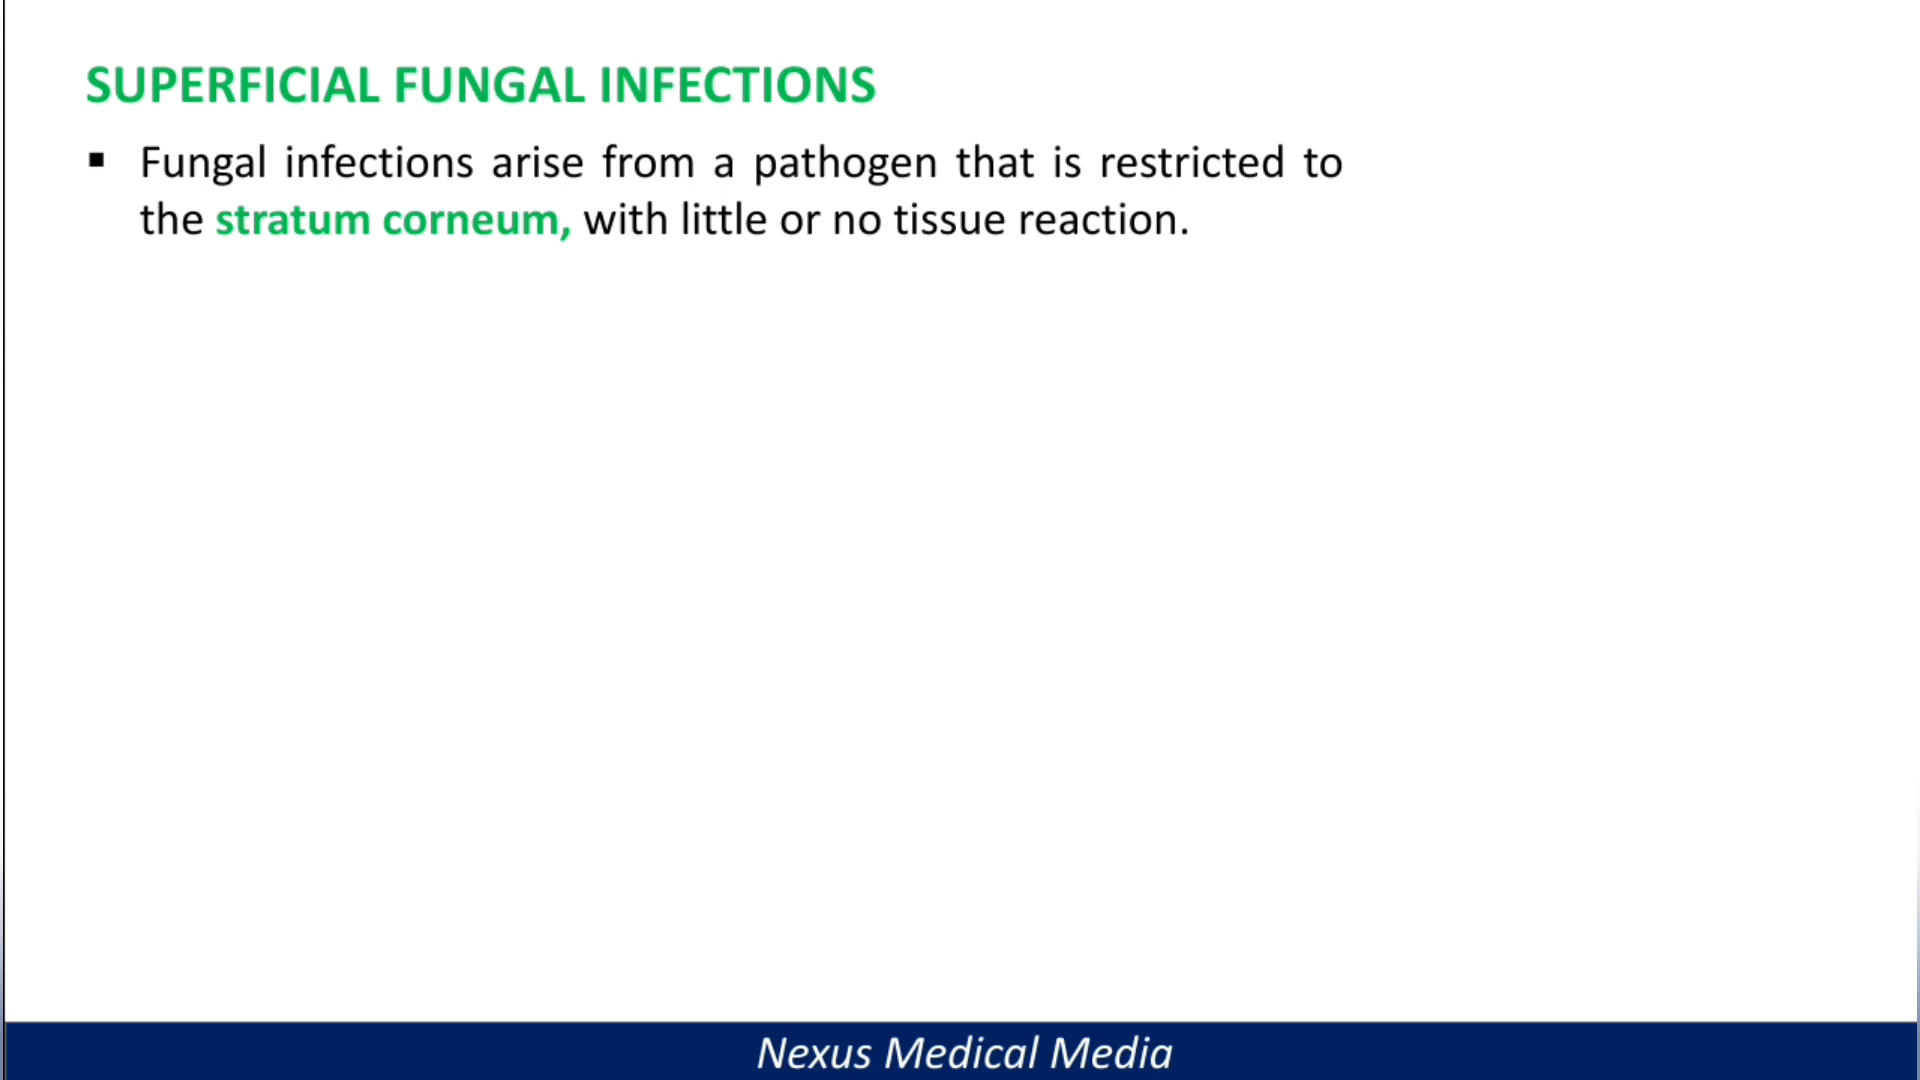 SUPERFICIAL FUNGAL INFECTIONS
▪ Fungal infections arise from a pathogen that is restricted to
the stratum corneum, with little or no tissue reaction.
Nexus Medical Media